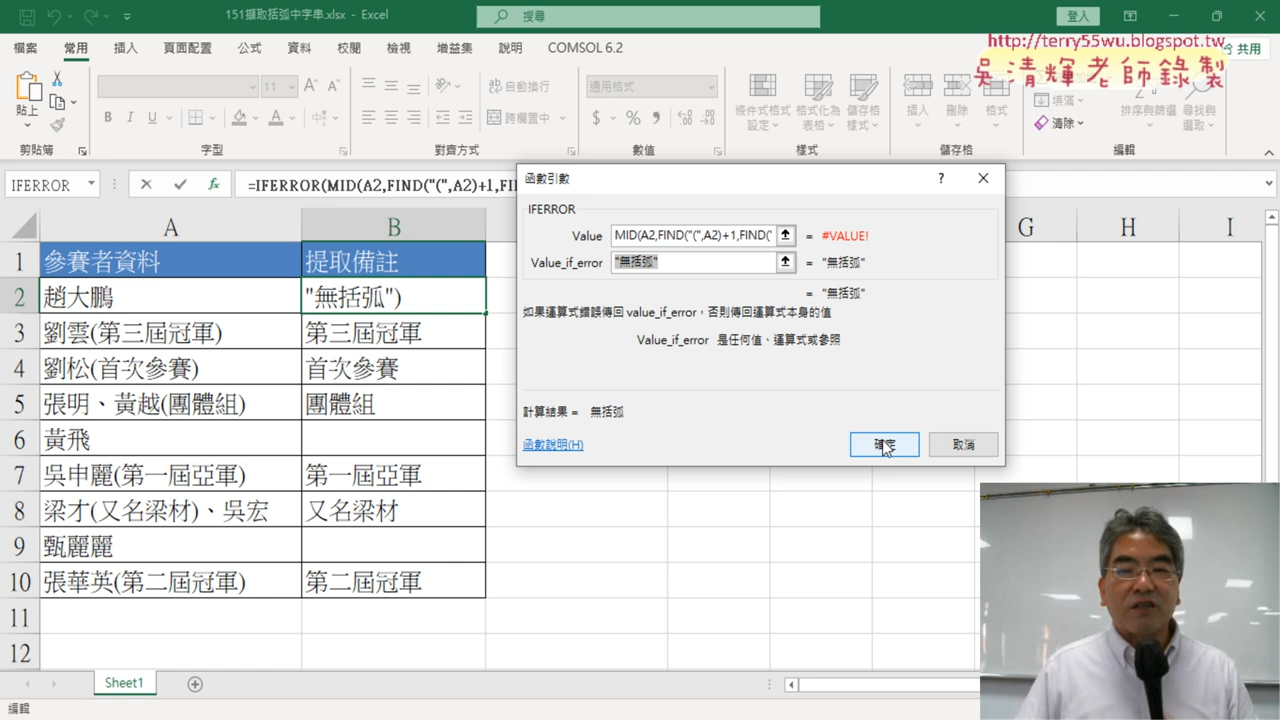 151擷取括弧中字串.xlsx - Excel
搜尋
登入
檔案 常用 插入 頁面配置 公式 資料 校閱 檢視 增益集 說明 COMSOL 6.2
共用
http://terry55wu.blogspot.tw
吳清輝老師錄製
貼上
11
自動換行
跨欄置中
通用格式
條件式格式設定
格式化為表格
儲存格樣式
插入
刪除
格式
填滿
清除
排序與篩選
尋找與選取
剪貼簿
字型
對齊方式
數值
樣式
儲存格
編輯
IFERROR
=IFERROR(MID(A2,FIND("(",A2)+1,FI
函數引數
IFERROR
Value MID(A2,FIND("(",A2)+1,FIND(" = #VALUE!
Value_if_error "無括弧" = "無括弧"
= "無括弧"
如果運算式錯誤傳回 value_if_error，否則傳回運算式本身的值
Value_if_error 是任何值、運算式或參照
計算結果 = 無括弧
函數說明(H)
確定
取消
A B G H I
1 參賽者資料 提取備註
2 趙大鵬 "無括弧")
3 劉雲(第三屆冠軍) 第三屆冠軍
4 劉松(首次參賽) 首次參賽
5 張明、黃越(團體組) 團體組
6 黃飛
7 吳申麗(第一屆亞軍) 第一屆亞軍
8 梁才(又名梁材)、吳宏 又名梁材
9 甄麗麗
10 張華英(第二屆冠軍) 第二屆冠軍
11
12
Sheet1
編輯